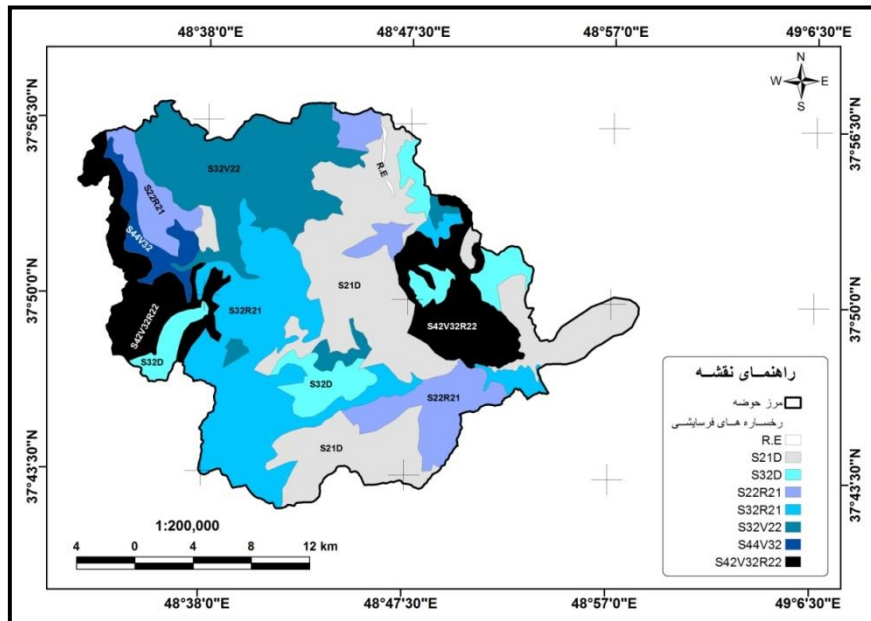 48°38'0"E 48°47'30"E 48°57'0"E 49°6'30"E
N
W E
S
37°56'30"N 37°56'30"N
R.E
S32V22
S22R21
S44V32
37°50'0"N 37°50'0"N
S21D
S32R21
S42V32R22
S42V32R22
S32D
S32D
S22R21
S21D
37°43'30"N 37°43'30"N
راهنمـای نقشـه
مرز حوضه
رخساره های فرسایشی
R.E
S21D
S32D
S22R21
S32R21
S32V22
S44V32
S42V32R22
1:200,000
4 0 4 8 12 km
48°38'0"E 48°47'30"E 48°57'0"E 49°6'30"E